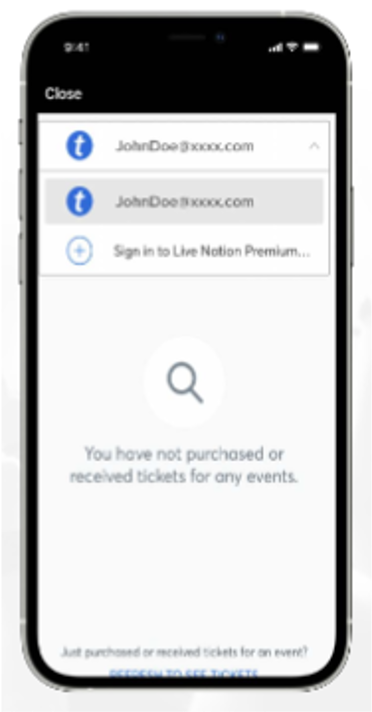 9:41
Close
t JohnDoe@xxxx.com
t JohnDoe@xxxx.com
Sign in to Live Nation Premium...
You have not purchased or
received tickets for any events.
Just purchased or received tickets for an event?
REFRESH TO SEE TICKETS